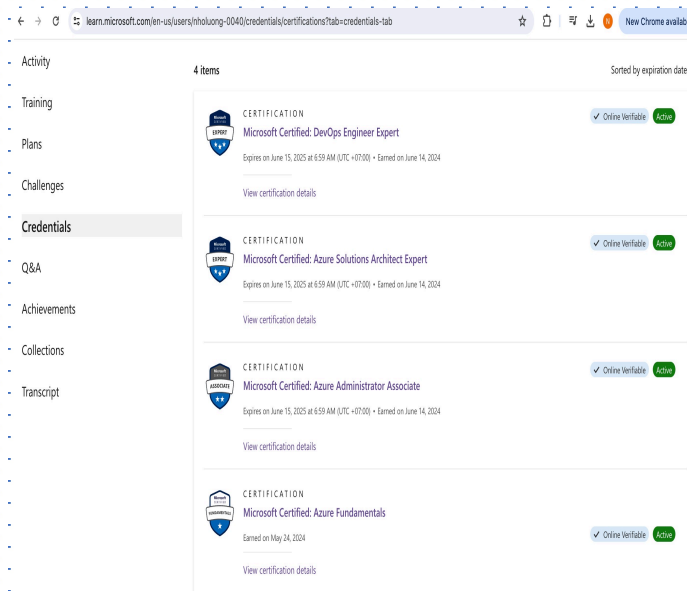 learn.microsoft.com/en-us/users/nholuong-0040/credentials/certifications?tab=credentials-tab
N
New Chrome availab
Activity
Training
Plans
Challenges
Credentials
Q&A
Achievements
Collections
Transcript
4 items
Sorted by expiration date
EXPERT
CERTIFICATION
Microsoft Certified: DevOps Engineer Expert
Expires on June 15, 2025 at 6:59 AM (UTC +07:00) • Earned on June 14, 2024
View certification details
✓ Online Verifiable Active
EXPERT
CERTIFICATION
Microsoft Certified: Azure Solutions Architect Expert
Expires on June 15, 2025 at 6:59 AM (UTC +07:00) • Earned on June 14, 2024
View certification details
✓ Online Verifiable Active
ASSOCIATE
CERTIFICATION
Microsoft Certified: Azure Administrator Associate
Expires on June 15, 2025 at 6:59 AM (UTC +07:00) • Earned on June 14, 2024
View certification details
✓ Online Verifiable Active
FUNDAMENTALS
CERTIFICATION
Microsoft Certified: Azure Fundamentals
Earned on May 24, 2024
View certification details
✓ Online Verifiable Active